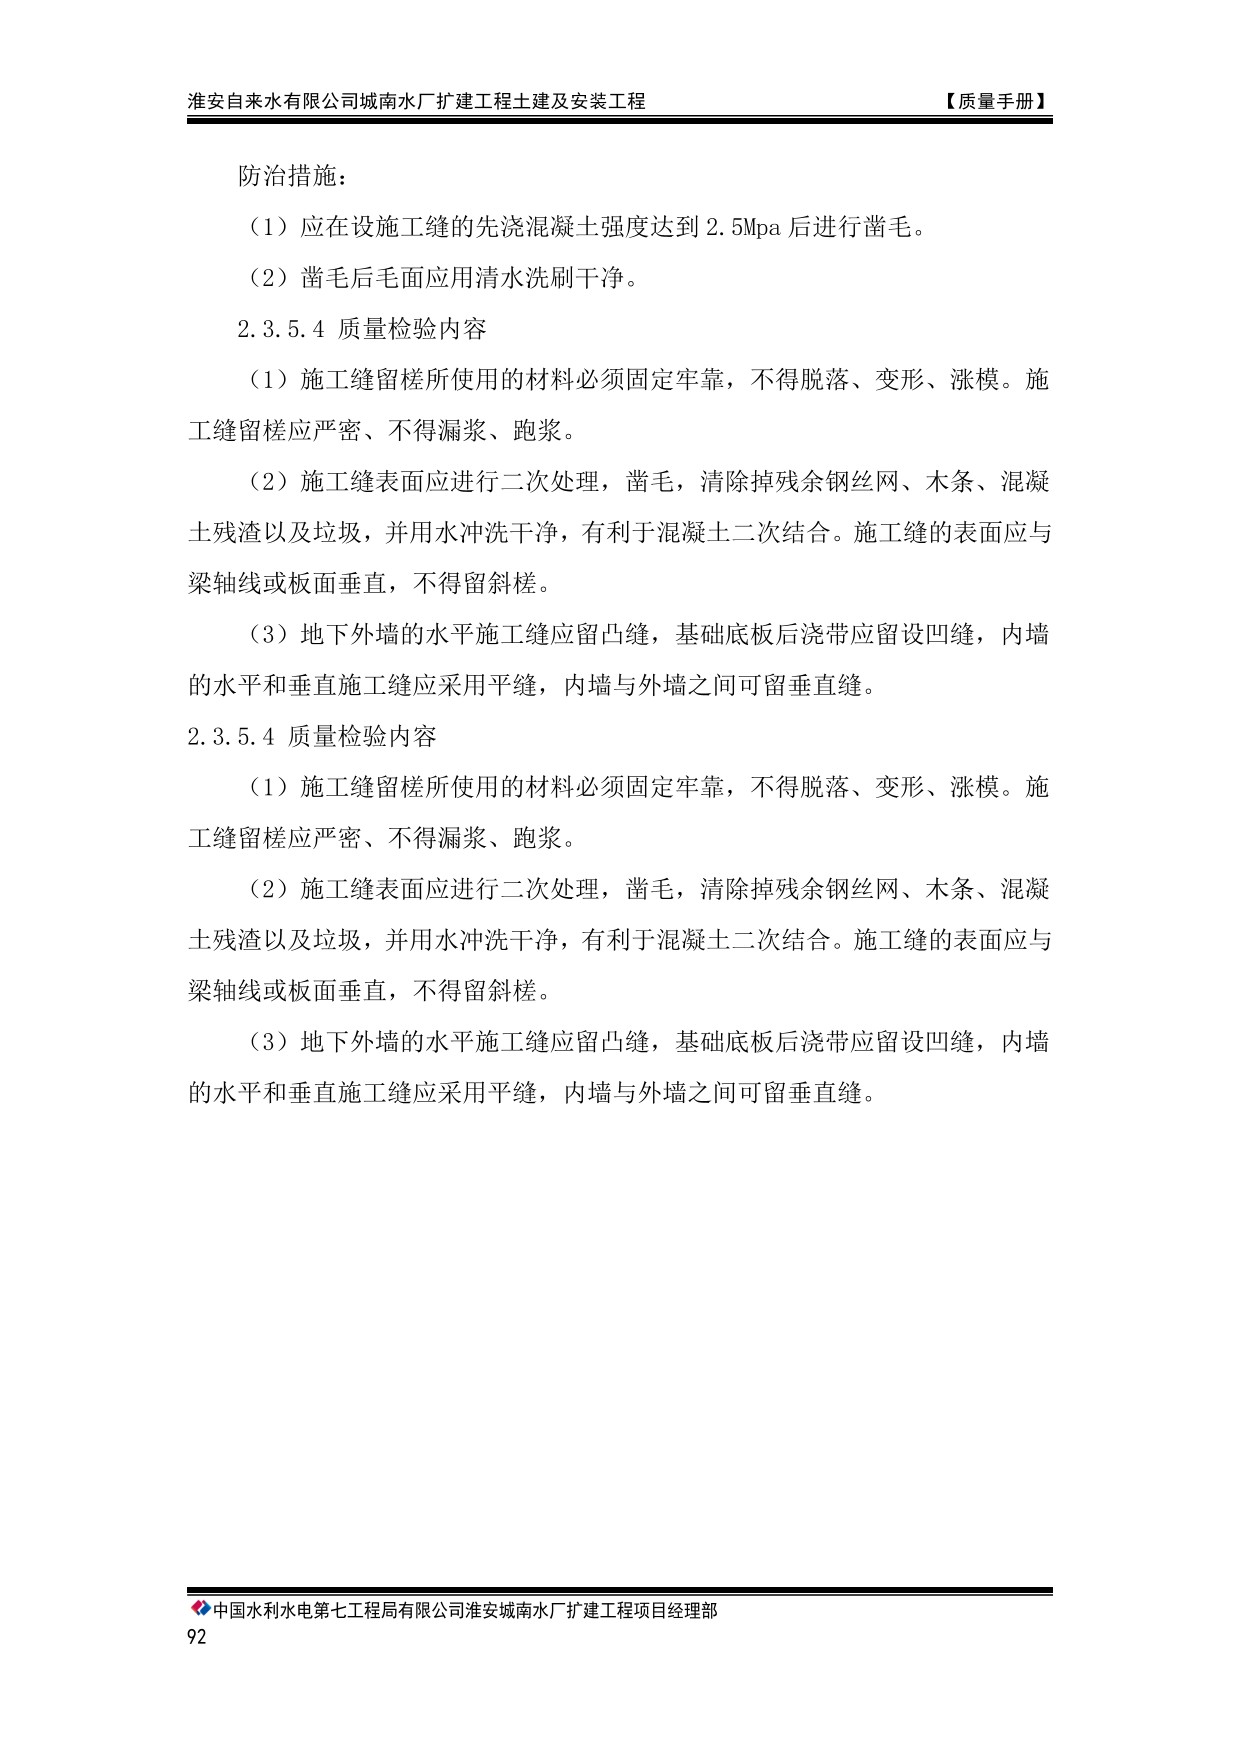 淮安自来水有限公司城南水厂扩建工程土建及安装工程 【质量手册】
防治措施：
（1）应在设施工缝的先浇混凝土强度达到 2.5Mpa 后进行凿毛。
（2）凿毛后毛面应用清水洗刷干净。
2.3.5.4 质量检验内容
（1）施工缝留槎所使用的材料必须固定牢靠，不得脱落、变形、涨模。施
工缝留槎应严密、不得漏浆、跑浆。
（2）施工缝表面应进行二次处理，凿毛，清除掉残余钢丝网、木条、混凝
土残渣以及垃圾，并用水冲洗干净，有利于混凝土二次结合。施工缝的表面应与
梁轴线或板面垂直，不得留斜槎。
（3）地下外墙的水平施工缝应留凸缝，基础底板后浇带应留设凹缝，内墙
的水平和垂直施工缝应采用平缝，内墙与外墙之间可留垂直缝。
2.3.5.4 质量检验内容
（1）施工缝留槎所使用的材料必须固定牢靠，不得脱落、变形、涨模。施
工缝留槎应严密、不得漏浆、跑浆。
（2）施工缝表面应进行二次处理，凿毛，清除掉残余钢丝网、木条、混凝
土残渣以及垃圾，并用水冲洗干净，有利于混凝土二次结合。施工缝的表面应与
梁轴线或板面垂直，不得留斜槎。
（3）地下外墙的水平施工缝应留凸缝，基础底板后浇带应留设凹缝，内墙
的水平和垂直施工缝应采用平缝，内墙与外墙之间可留垂直缝。
中国水利水电第七工程局有限公司淮安城南水厂扩建工程项目经理部
92